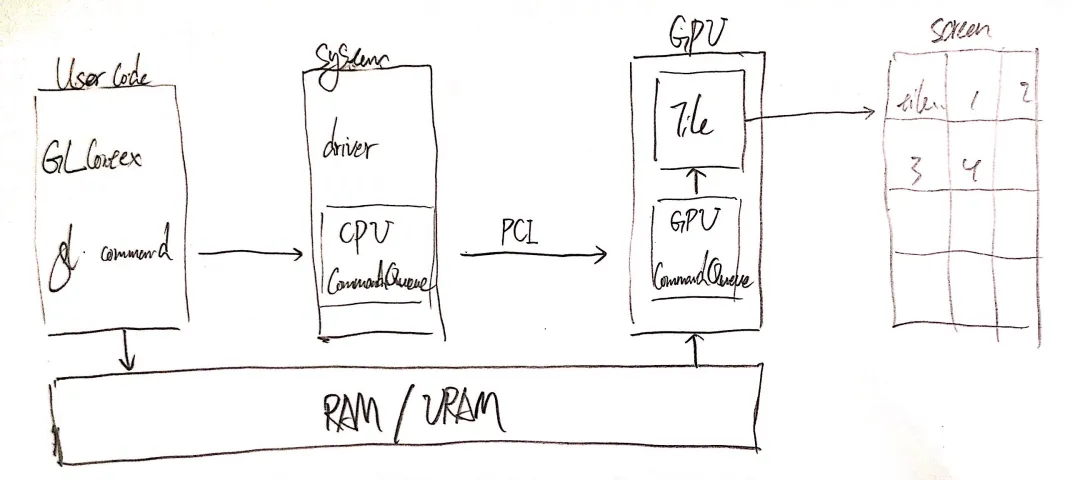 User Code
GL Contex
gl. command
System
driver
CPU
CommandQueue
PCI
GPU
Tile
GPU
CommandQueue
Screen
1 2
3 4
RAM / VRAM